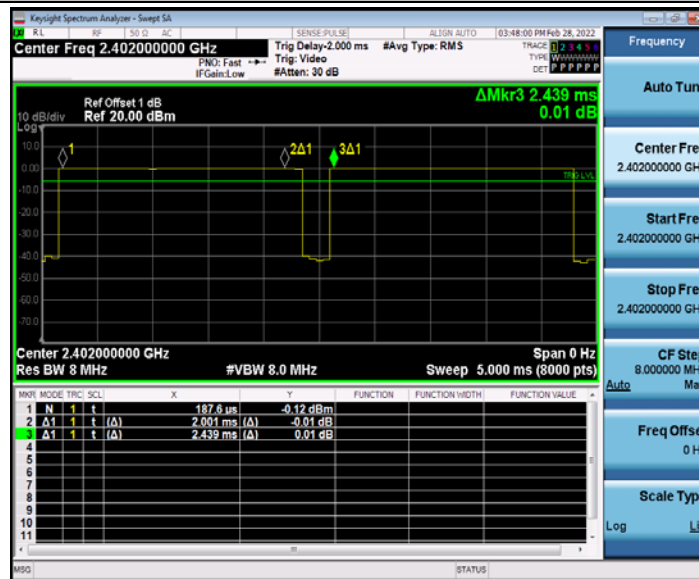 Keysight Spectrum Analyzer - Swept SA
RL RF 50 Ω AC SENSE:PULSE ALIGN AUTO 03:48:00 PM Feb 28, 2022
Center Freq 2.402000000 GHz
PNO: Fast
IFGain:Low
Trig Delay-2.000 ms
Trig: Video
#Atten: 30 dB
#Avg Type: RMS
TRACE 1 2 3 4 5 6
TYPE WWWWWW
DET P P P P P P
ΔMkr3 2.439 ms
0.01 dB
Ref Offset 1 dB
10 dB/div Ref 20.00 dBm
Log
10.0
0.00
-10.0
-20.0
-30.0
-40.0
-50.0
-60.0
-70.0
1
2Δ1
3Δ1
TRIG LVL
Center 2.402000000 GHz Span 0 Hz
Res BW 8 MHz #VBW 8.0 MHz Sweep 5.000 ms (8000 pts)
MKR MODE TRC SCL X Y FUNCTION FUNCTION WIDTH FUNCTION VALUE
1 N 1 t 187.6 µs -0.12 dBm
2 Δ1 1 t (Δ) 2.001 ms (Δ) -0.01 dB
3 Δ1 1 t (Δ) 2.439 ms (Δ) 0.01 dB
4
5
6
7
8
9
10
11
MSG STATUS
Frequency
Auto Tun
Center Fre
2.402000000 GH
Start Fre
2.402000000 GH
Stop Fre
2.402000000 GH
CF Ste
8.000000 MH
Auto Ma
Freq Offse
0 H
Scale Typ
Log Li